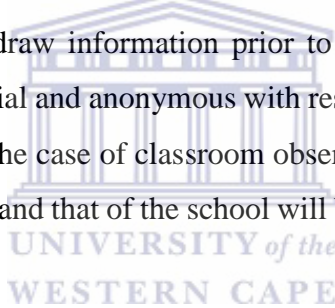 draw information prior to
ial and anonymous with res
he case of classroom obser
and that of the school will
UNIVERSITY of the
WESTERN CAPE